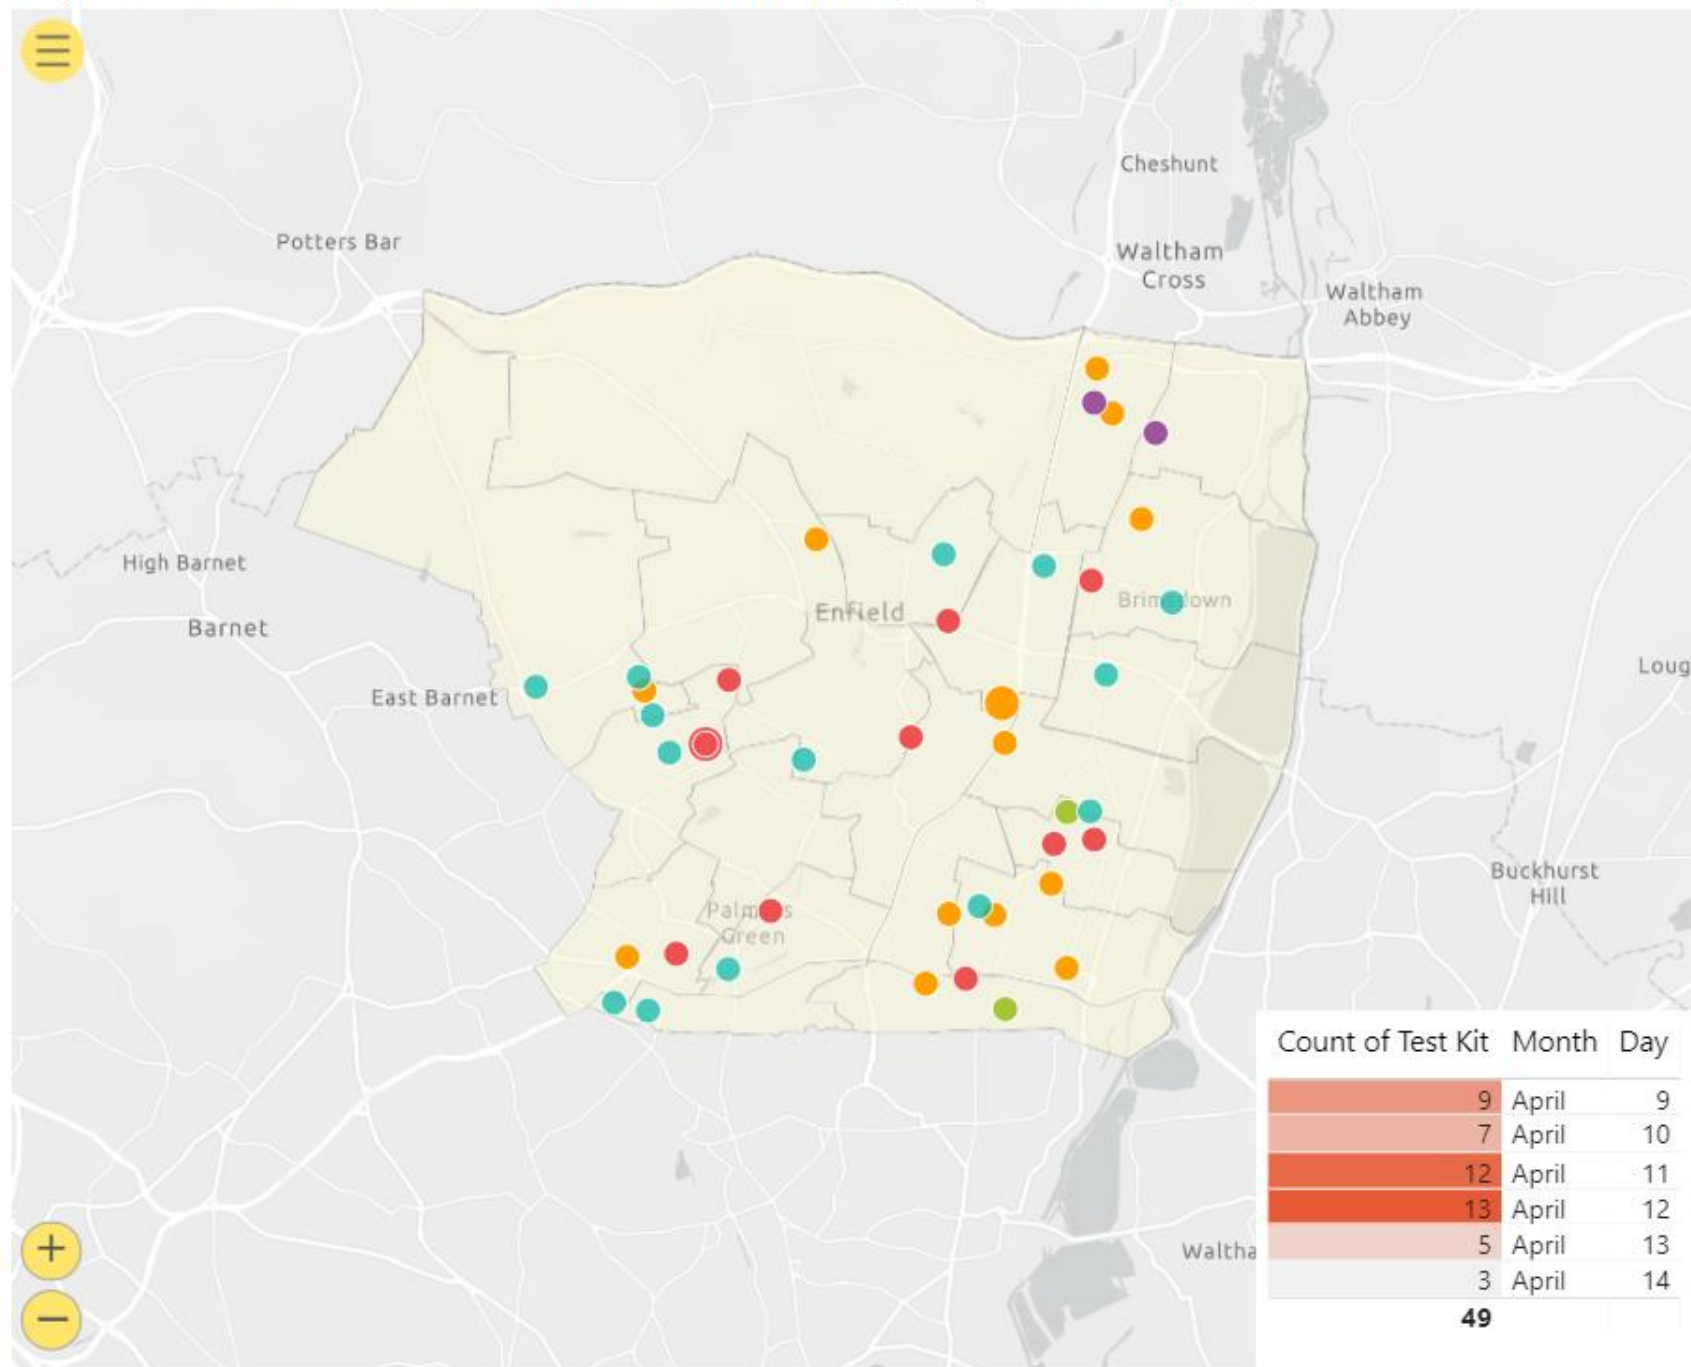 Cheshunt
Potters Bar
Waltham
Cross
Waltham
Abbey
High Barnet
Enfield
Barnet
East Barnet
Loug
Buckhurst
Hill
Green
Waltha
Count of Test Kit Month Day
9 April 9
7 April 10
12 April 11
13 April 12
5 April 13
3 April 14
49